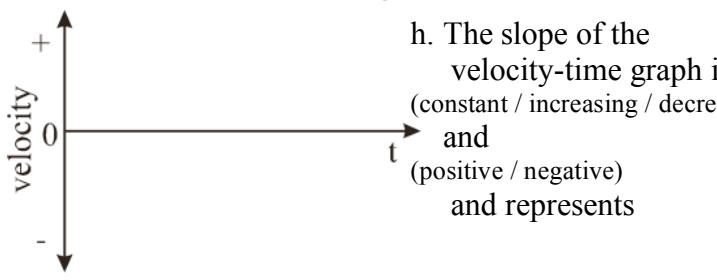 +
velocity
0
t
-
h. The slope of the
velocity-time graph i
(constant / increasing / decre
and
(positive / negative)
and represents